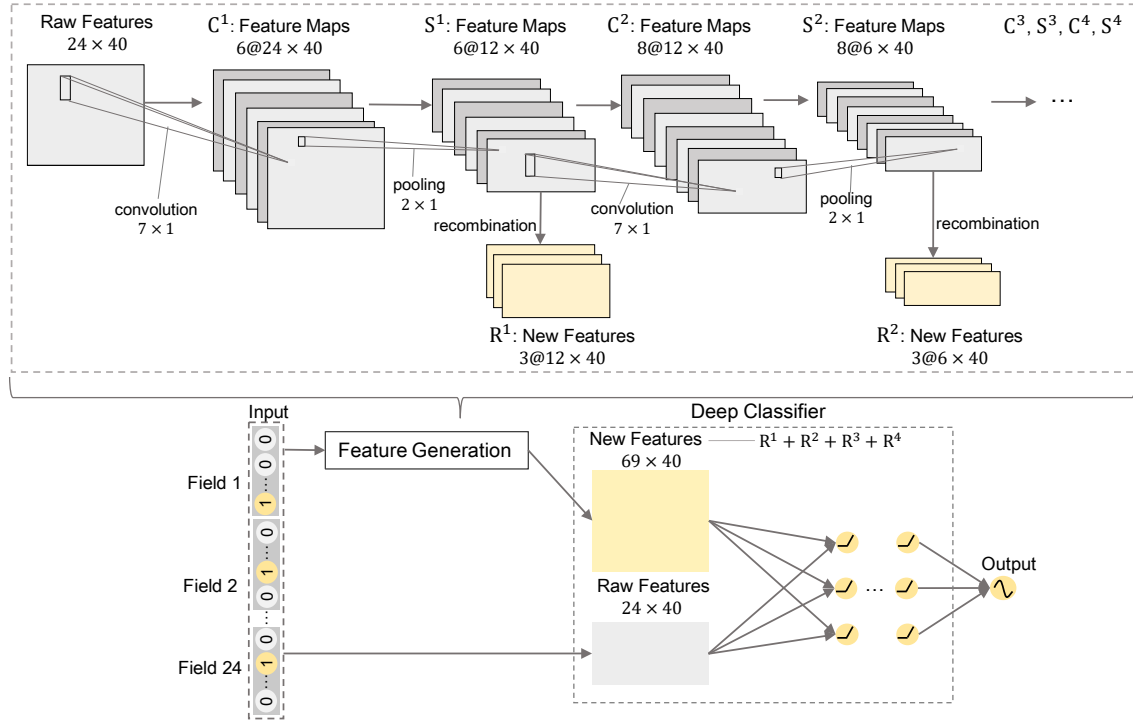 Raw Features
24 × 40
C¹: Feature Maps
6@24 × 40
S¹: Feature Maps
6@12 × 40
C²: Feature Maps
8@12 × 40
S²: Feature Maps
8@6 × 40
C³, S³, C⁴, S⁴
...
convolution
7 × 1
pooling
2 × 1
recombination
convolution
7 × 1
pooling
2 × 1
recombination
R¹: New Features
3@12 × 40
R²: New Features
3@6 × 40
Input
Deep Classifier
Feature Generation
New Features
69 × 40
R¹ + R² + R³ + R⁴
Field 1
0
0
...
1
Field 2
0
...
1
0
...
Field 24
0
1
...
0
Raw Features
24 × 40
...
Output